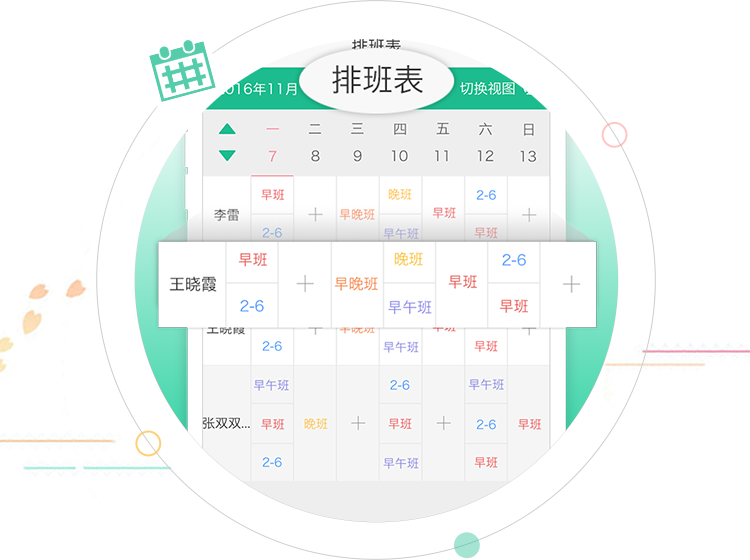 排班表
排班表
2016年11月
切换视图
一 二 三 四 五 六 日
7 8 9 10 11 12 13
早班 晚班 2-6
李雷 + 早晚班 早班 +
2-6 早午班 早班
早班 晚班 2-6
王晓霞 + 早晚班 早班 +
2-6 早午班 早班
王晓霞 + 早晚班 早班 +
2-6 早午班 早班
早午班 2-6 早午班
张双双... 早班 晚班 + 早班 + 2-6 早班
2-6 早午班 早班